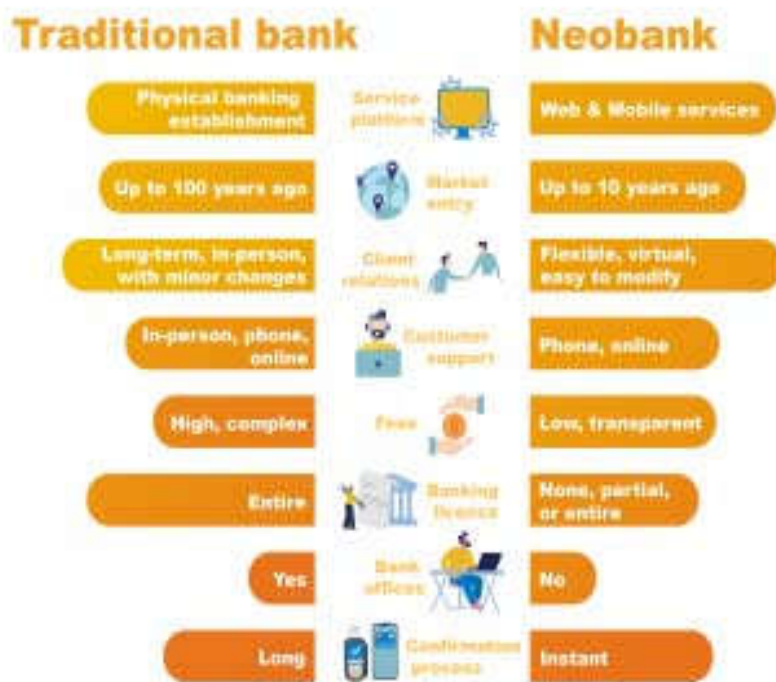 Traditional bank
Neobank
Physical banking
establishment
Service
platform
Web & Mobile services
Up to 100 years ago
Market
entry
Up to 10 years ago
Long-term, in-person,
with minor changes
Client
relations
Flexible, virtual,
easy to modify
In-person, phone,
online
Customer
support
Phone, online
High, complex
Fees
Low, transparent
Entire
Banking
licence
None, partial,
or entire
Yes
Bank
offices
No
Long
Confirmation
process
Instant